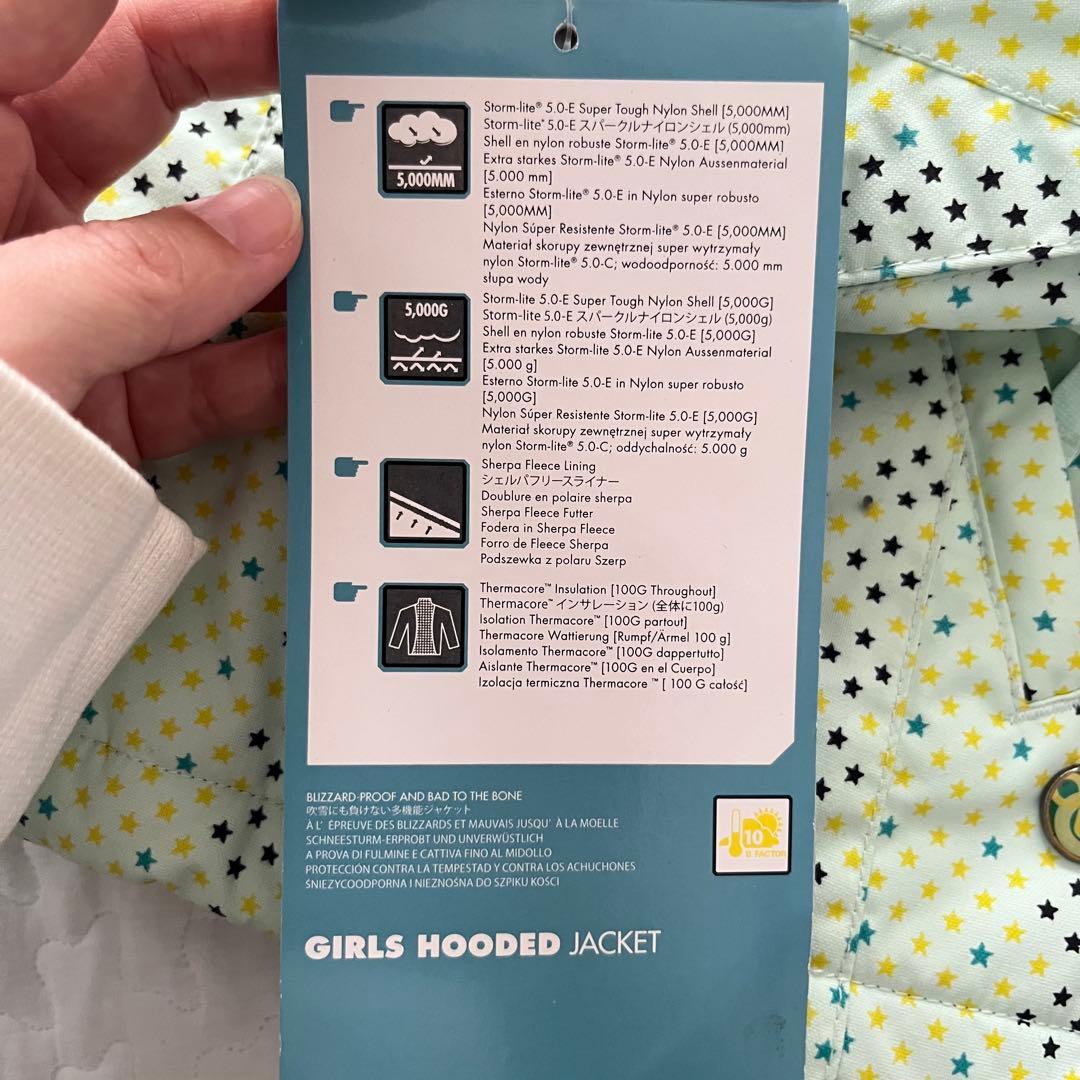 5,000MM
Storm-lite® 5.0-E Super Tough Nylon Shell [5,000MM]
Storm-lite® 5.0-E スパークルナイロンシェル (5,000mm)
Shell en nylon robuste Storm-lite® 5.0-E [5,000MM]
Extra starkes Storm-lite® 5.0-E Nylon Aussenmaterial
[5.000 mm]
Esterno Storm-lite® 5.0-E in Nylon super robusto
[5,000MM]
Nylon Súper Resistente Storm-lite® 5.0-E [5,000MM]
Materiał skorupy zewnętrznej super wytrzymały
nylon Storm-lite® 5.0-C; wodoodporność: 5.000 mm
słupa wody
5,000G
Storm-lite 5.0-E Super Tough Nylon Shell [5,000G]
Storm-lite 5.0-E スパークルナイロンシェル (5,000g)
Shell en nylon robuste Storm-lite 5.0-E [5,000G]
Extra starkes Storm-lite 5.0-E Nylon Aussenmaterial
[5.000 g]
Esterno Storm-lite 5.0-E in Nylon super robusto
[5,000G]
Nylon Súper Resistente Storm-lite 5.0-E [5,000G]
Materiał skorupy zewnętrznej super wytrzymały
nylon Storm-lite® 5.0-C; oddychalność: 5.000 g
Sherpa Fleece Lining
シェルパフリースライナー
Doublure en polaire sherpa
Sherpa Fleece Futter
Fodera in Sherpa Fleece
Forro de Fleece Sherpa
Podszewka z polaru Szerp
Thermacore™ Insulation [100G Throughout]
Thermacore™ インサレーション (全体に100g)
Isolation Thermacore™ [100G partout]
Thermacore Wattierung [Rumpf/Ärmel 100 g]
Isolamento Thermacore™ [100G dappertutto]
Aislante Thermacore™ [100G en el Cuerpo]
Izolacja termiczna Thermacore ™ [ 100 G całość]
BLIZZARD-PROOF AND BAD TO THE BONE
吹雪にも負けない多機能ジャケット
À L' ÉPREUVE DES BLIZZARDS ET MAUVAIS JUSQU' À LA MOELLE
SCHNEESTURM-ERPROBT UND UNVERWÜSTLICH
A PROVA DI FULMINE E CATTIVA FINO AL MIDOLLO
PROTECCIÓN CONTRA LA TEMPESTAD Y CONTRA LOS ACHUCHONES
ŚNIEZYCOODPORNA I NIEZNOŚNA DO SZPIKU KOŚCI
10
B. FACTOR
GIRLS HOODED JACKET